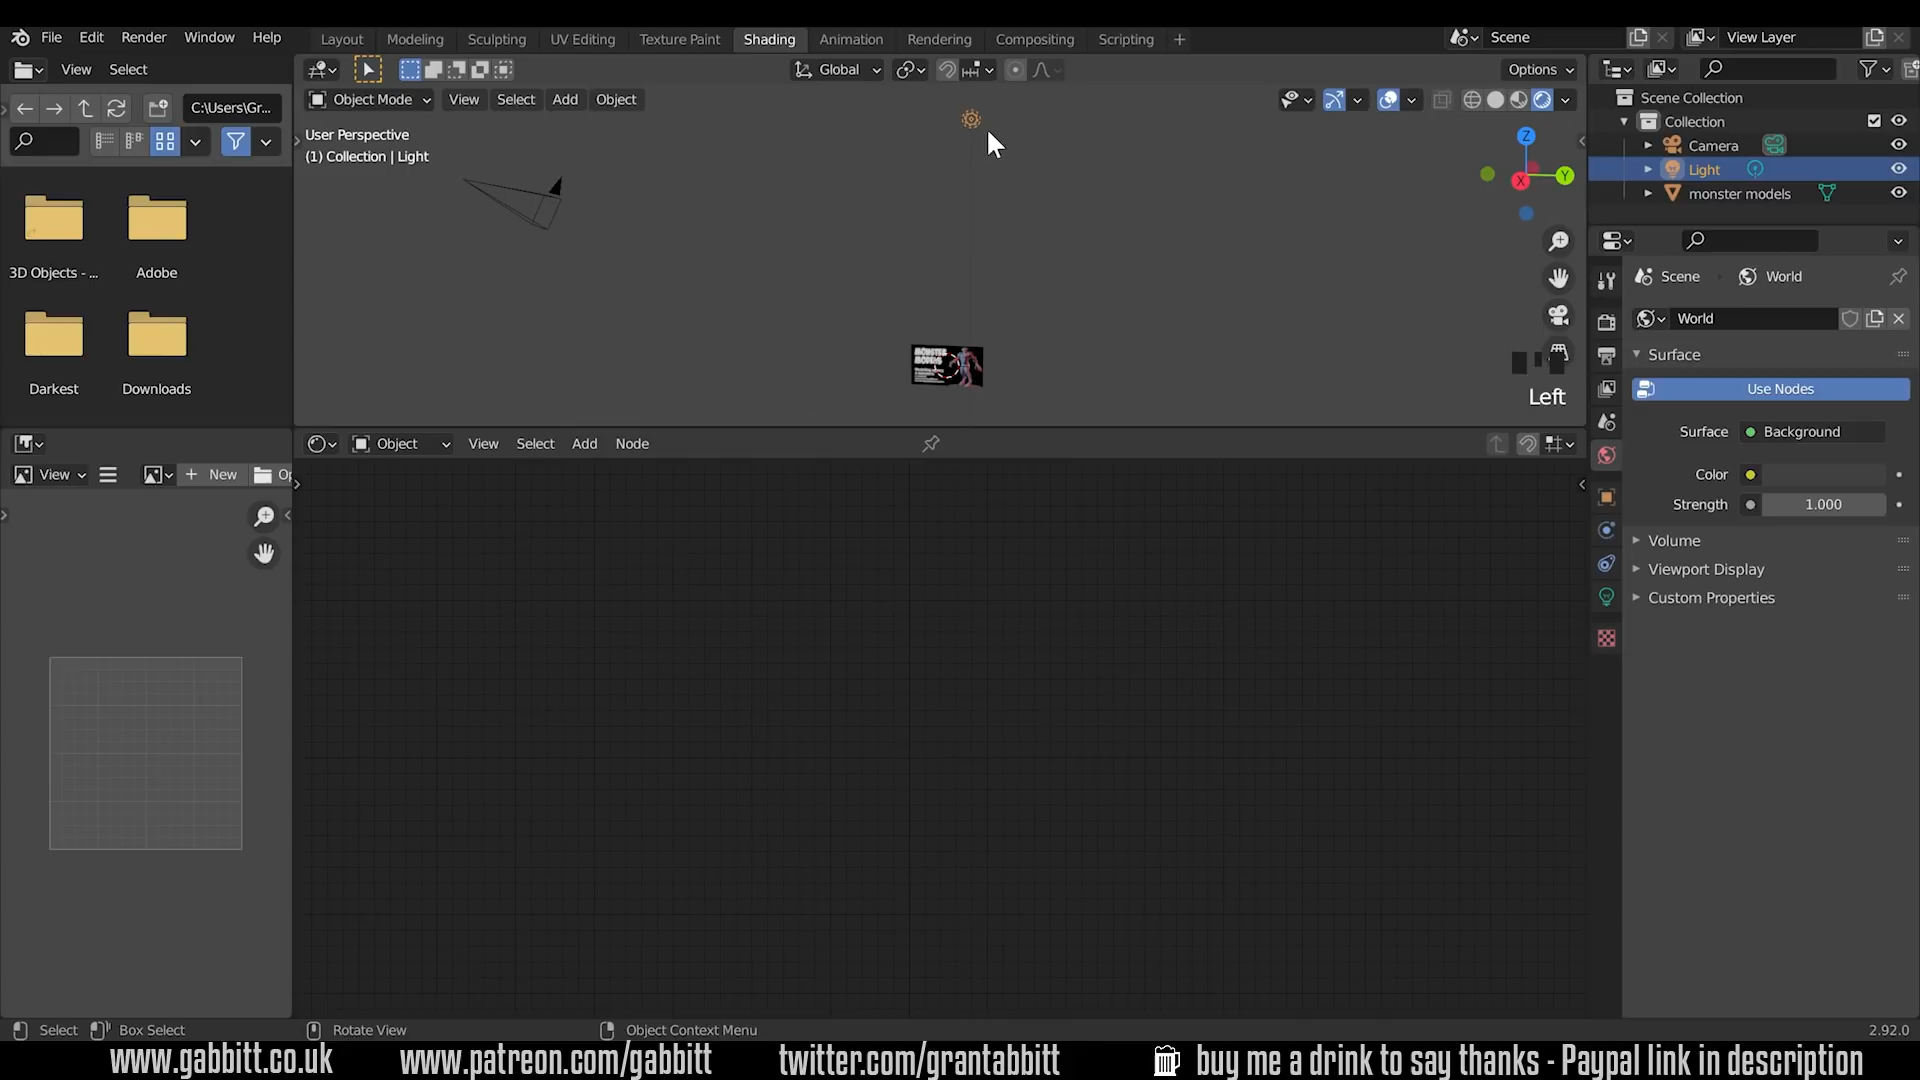 File Edit Render Window Help
Layout Modeling Sculpting UV Editing Texture Paint Shading Animation Rendering Compositing Scripting
Scene
View Layer
View Select
Global
Options
C:\Users\Gr...
Object Mode View Select Add Object
User Perspective
(1) Collection | Light
Z
Y
X
Left
3D Objects - ...
Adobe
Darkest
Downloads
View
New
Op
Object View Select Add Node
Scene Collection
Collection
Camera
Light
monster models
Scene World
World
Surface
Use Nodes
Surface Background
Color
Strength 1.000
Volume
Viewport Display
Custom Properties
MONSTER
MODELS
Select Box Select Rotate View Object Context Menu 2.92.0
www.gabbitt.co.uk www.patreon.com/gabbitt twitter.com/grantabbitt buy me a drink to say thanks - Paypal link in description